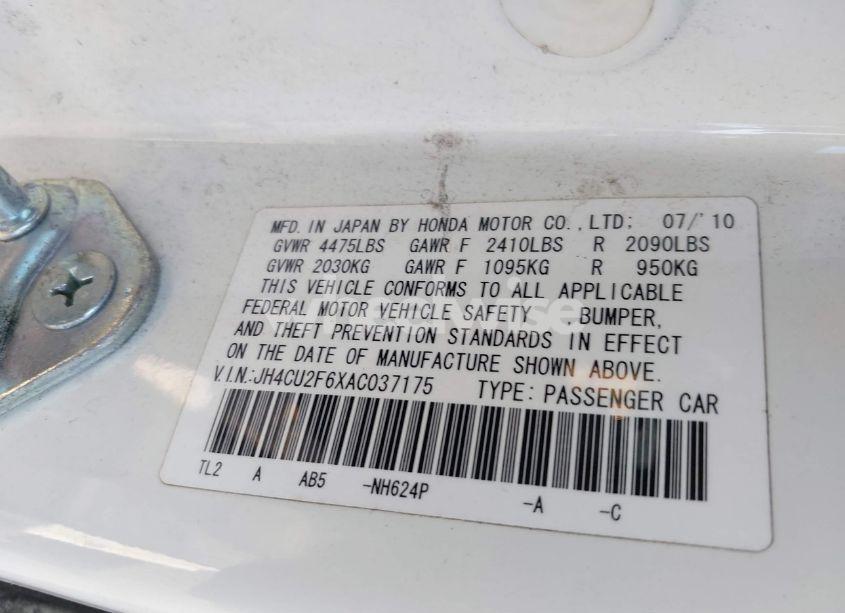 MFD. IN JAPAN BY HONDA MOTOR CO.,LTD: 07/'10
GVWR 4475LBS GAWR F 2410LBS R 2090LBS
GVWR 2030KG GAWR F 1095KG R 950KG
THIS VEHICLE CONFORMS TO ALL APPLICABLE
FEDERAL MOTOR VEHICLE SAFETY ,BUMPER,
AND THEFT PREVENTION STANDARDS IN EFFECT
ON THE DATE OF MANUFACTURE SHOWN ABOVE.
V.I.N.:JH4CU2F6XAC037175 TYPE:PASSENGER CAR
TL2 A AB5 -NH624P -A -C